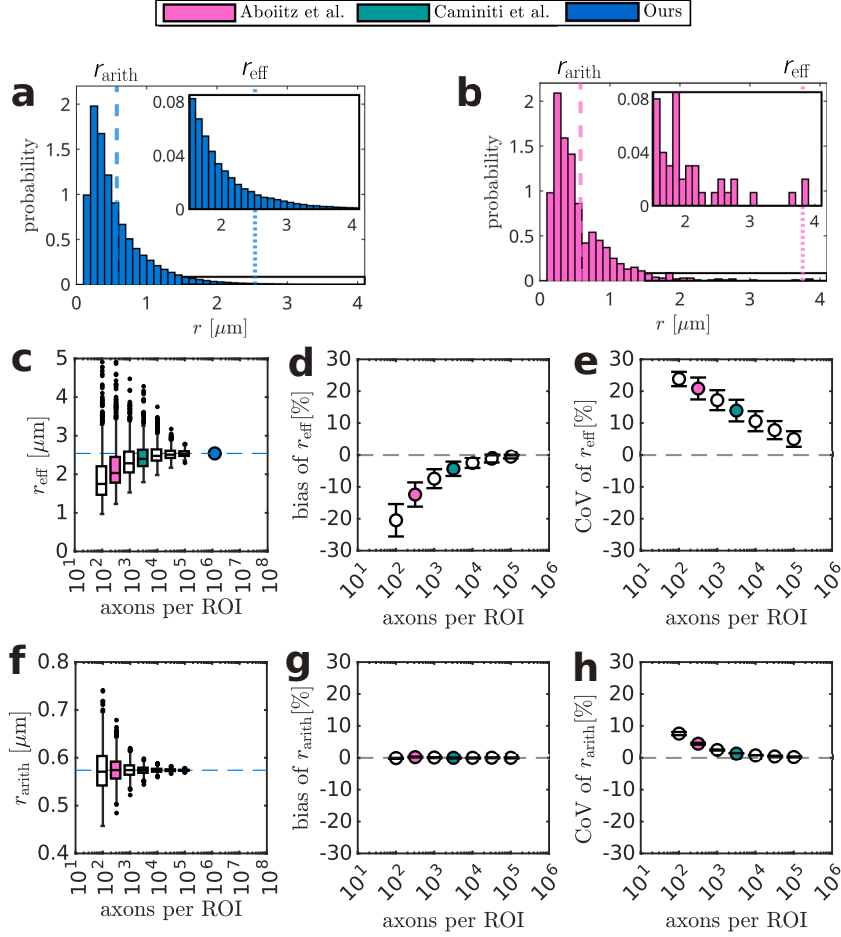 Aboiitz et al. Caminiti et al. Ours
a
r arith r eff
probability
2
1.5
1
0.5
0
0 1 2 3 4
r [μm]
0.08
0.04
0
2 3 4
b
r arith r eff
probability
2
1.5
1
0.5
0
0 1 2 3 4
r [μm]
0.08
0.04
0
2 3 4
c
r eff [μm]
5
4
3
2
1
0
10^1 10^2 10^3 10^4 10^5 10^6 10^7 10^8
axons per ROI
d
bias of r eff [%]
30
20
10
0
-10
-20
-30
10^1 10^2 10^3 10^4 10^5 10^6
axons per ROI
e
CoV of r eff [%]
30
20
10
0
-10
-20
-30
10^1 10^2 10^3 10^4 10^5 10^6
axons per ROI
f
r arith [μm]
0.8
0.7
0.6
0.5
0.4
10^1 10^2 10^3 10^4 10^5 10^6 10^7 10^8
axons per ROI
g
bias of r arith [%]
30
20
10
0
-10
-20
-30
10^1 10^2 10^3 10^4 10^5 10^6
axons per ROI
h
CoV of r arith [%]
30
20
10
0
-10
-20
-30
10^1 10^2 10^3 10^4 10^5 10^6
axons per ROI